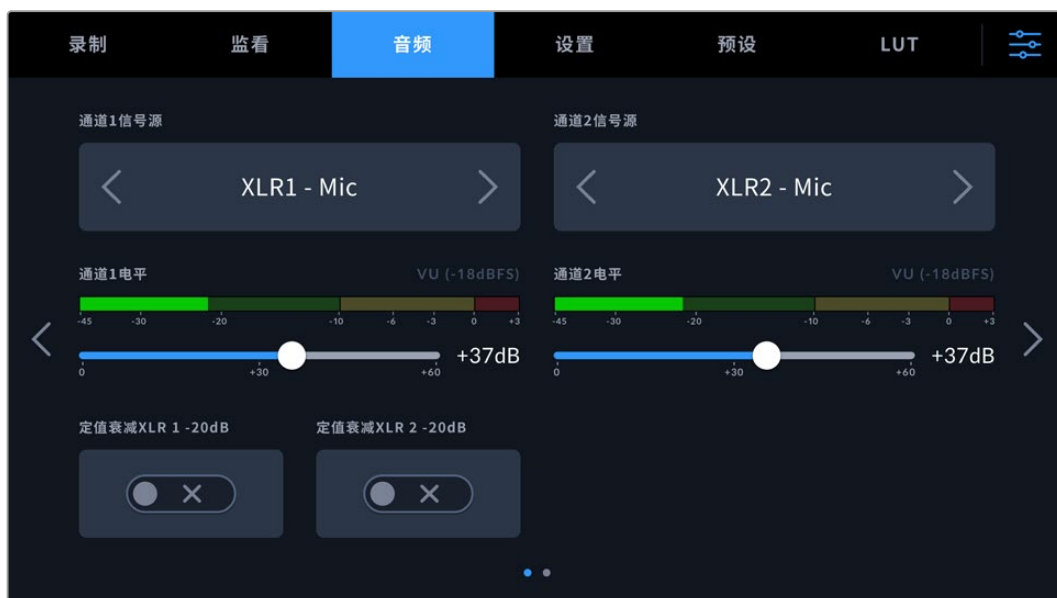 录制 监看 音频 设置 预设 LUT
通道1信号源 通道2信号源
XLR1 - Mic XLR2 - Mic
通道1电平 VU (-18dBFS) 通道2电平 VU (-18dBFS)
-45 -30 -20 -10 -6 -3 0 +3 -45 -30 -20 -10 -6 -3 0 +3
+37dB +37dB
0 +30 +60 0 +30 +60
定值衰减XLR 1 -20dB 定值衰减XLR 2 -20dB